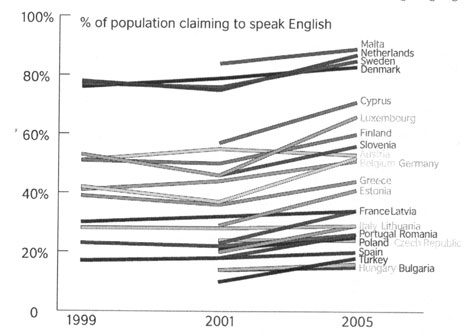 100%
% of population claiming to speak English
80%
60%
40%
20%
0
Malta
Netherlands
Sweden
Denmark
Cyprus
Luxembourg
Finland
Slovenia
Austria
Belgium Germany
Greece
Estonia
France Latvia
Italy Lithuania
Portugal Romania
Poland Czech Republic
Spain
Turkey
Hungary Bulgaria
1999 2001 2005